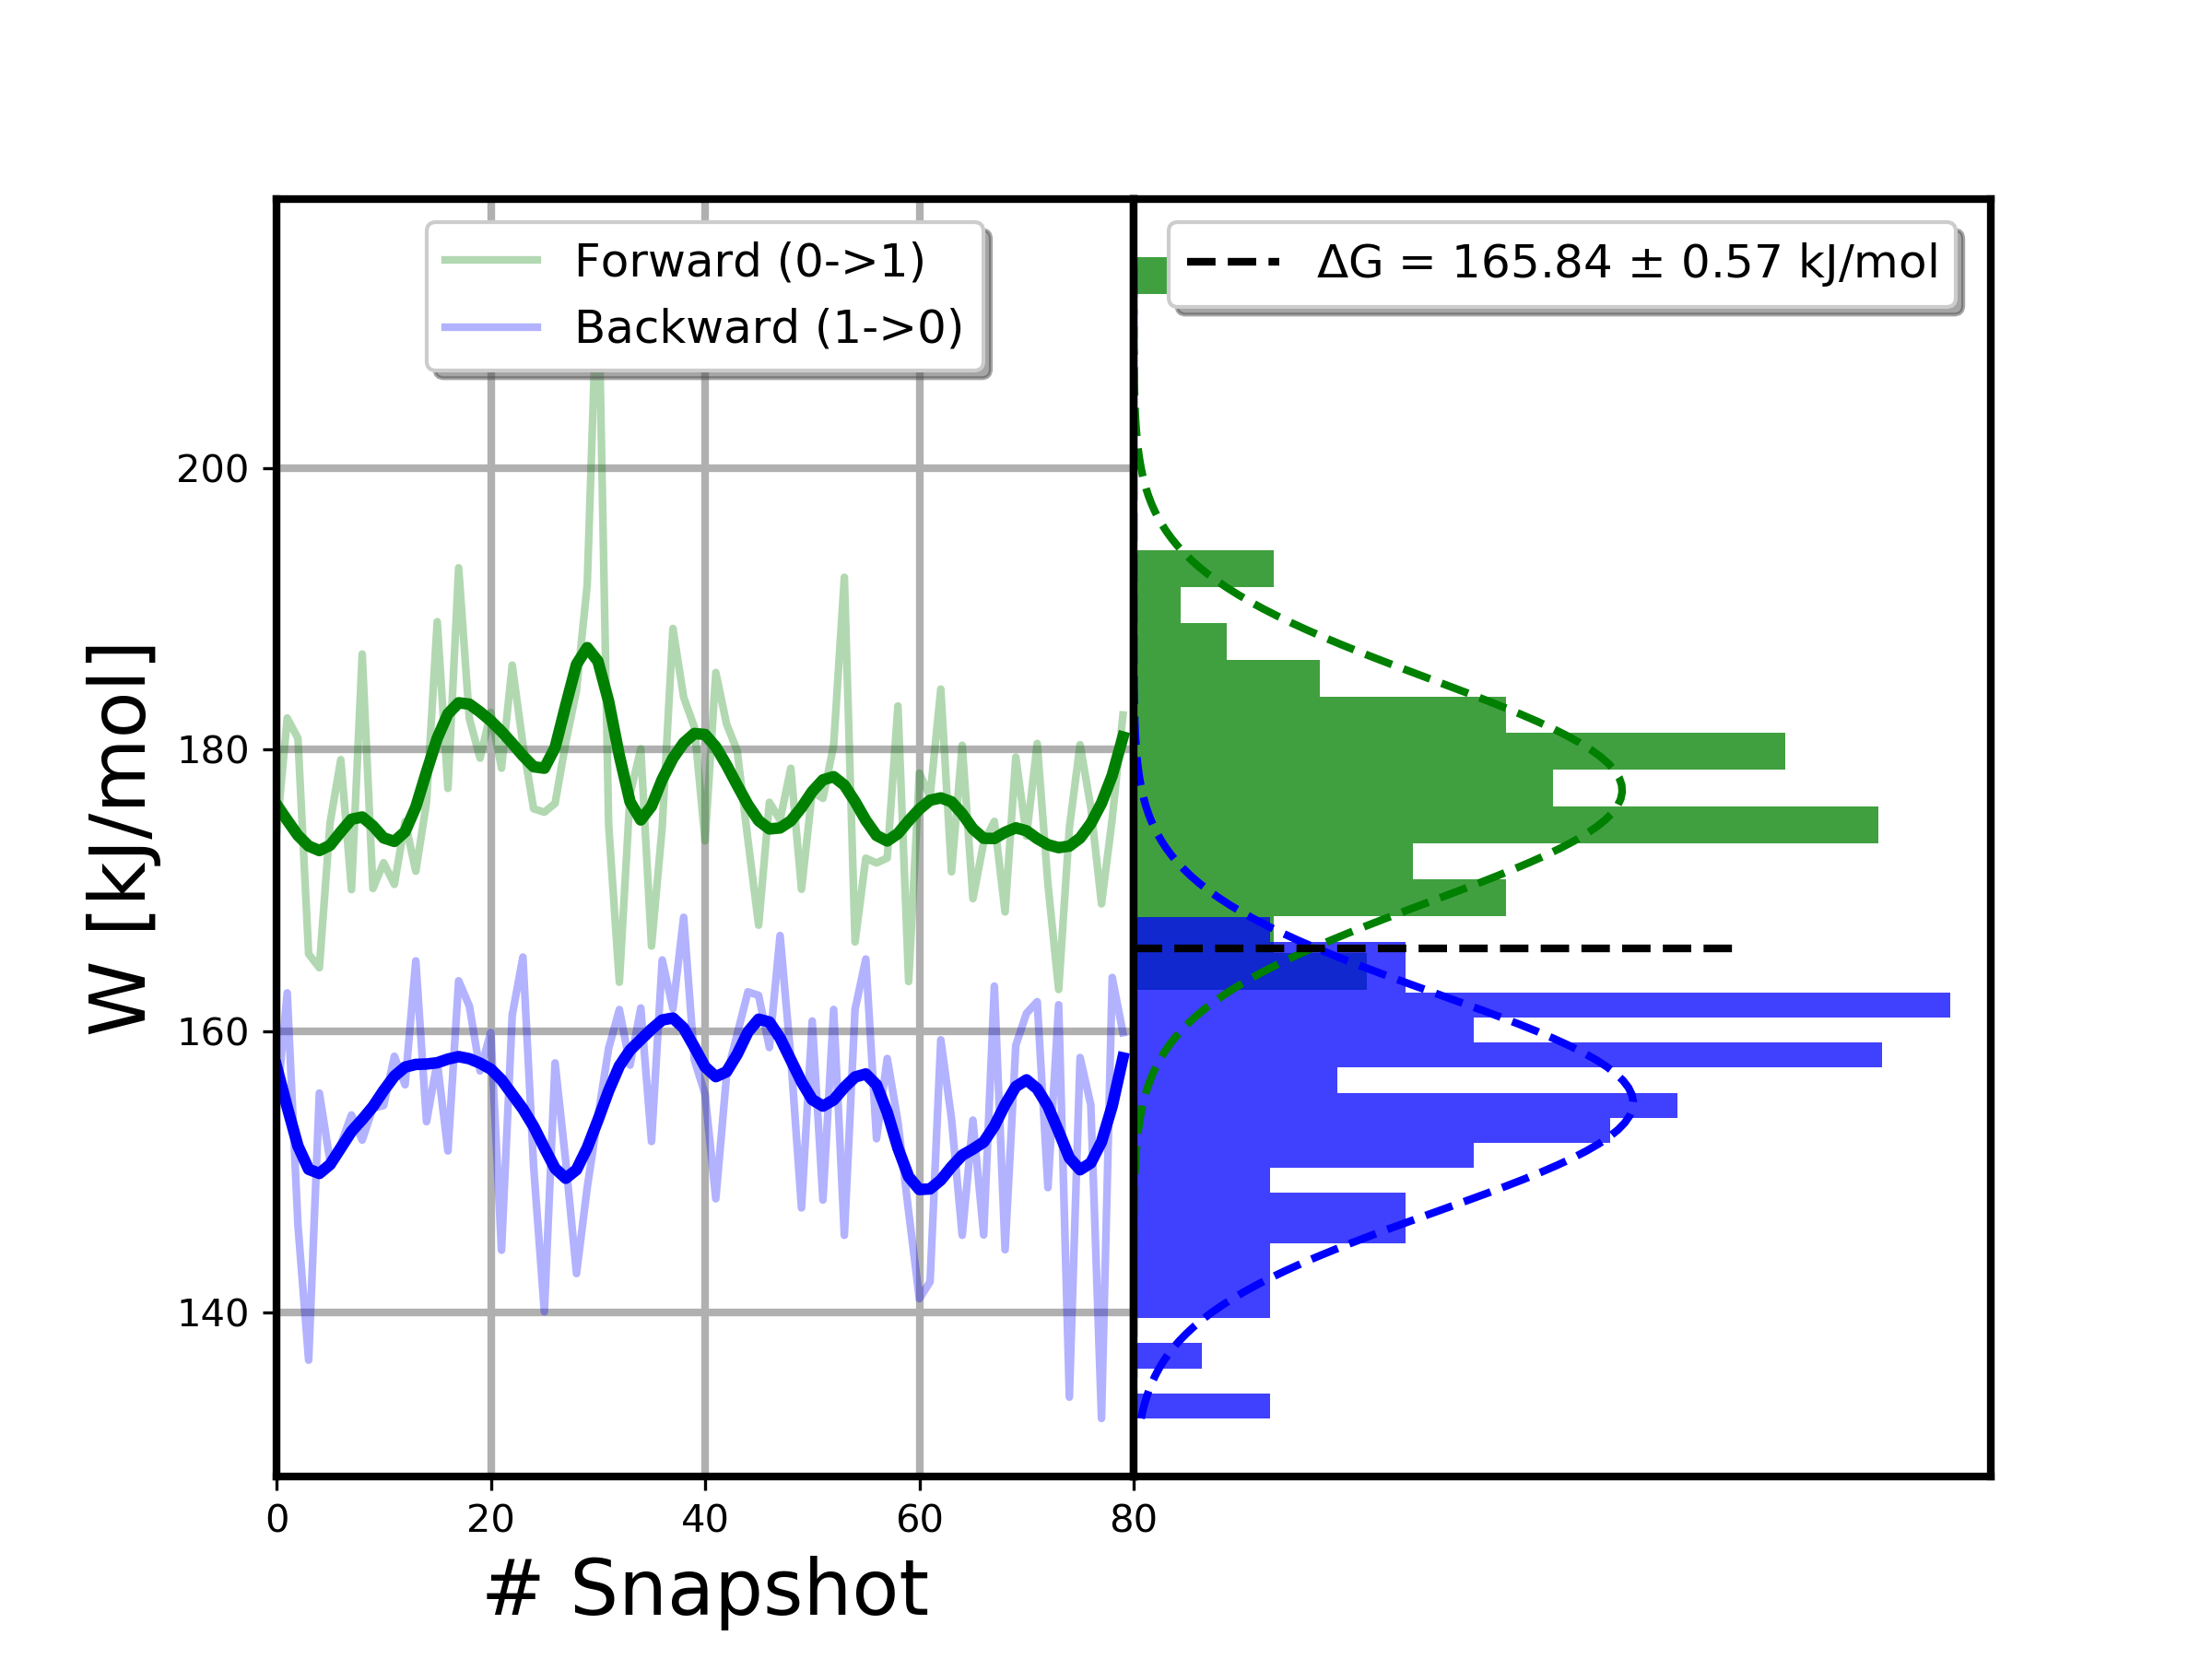 Forward (0->1)
Backward (1->0)
ΔG = 165.84 ± 0.57 kJ/mol
200
180
160
140
W [kJ/mol]
0 20 40 60 80
# Snapshot